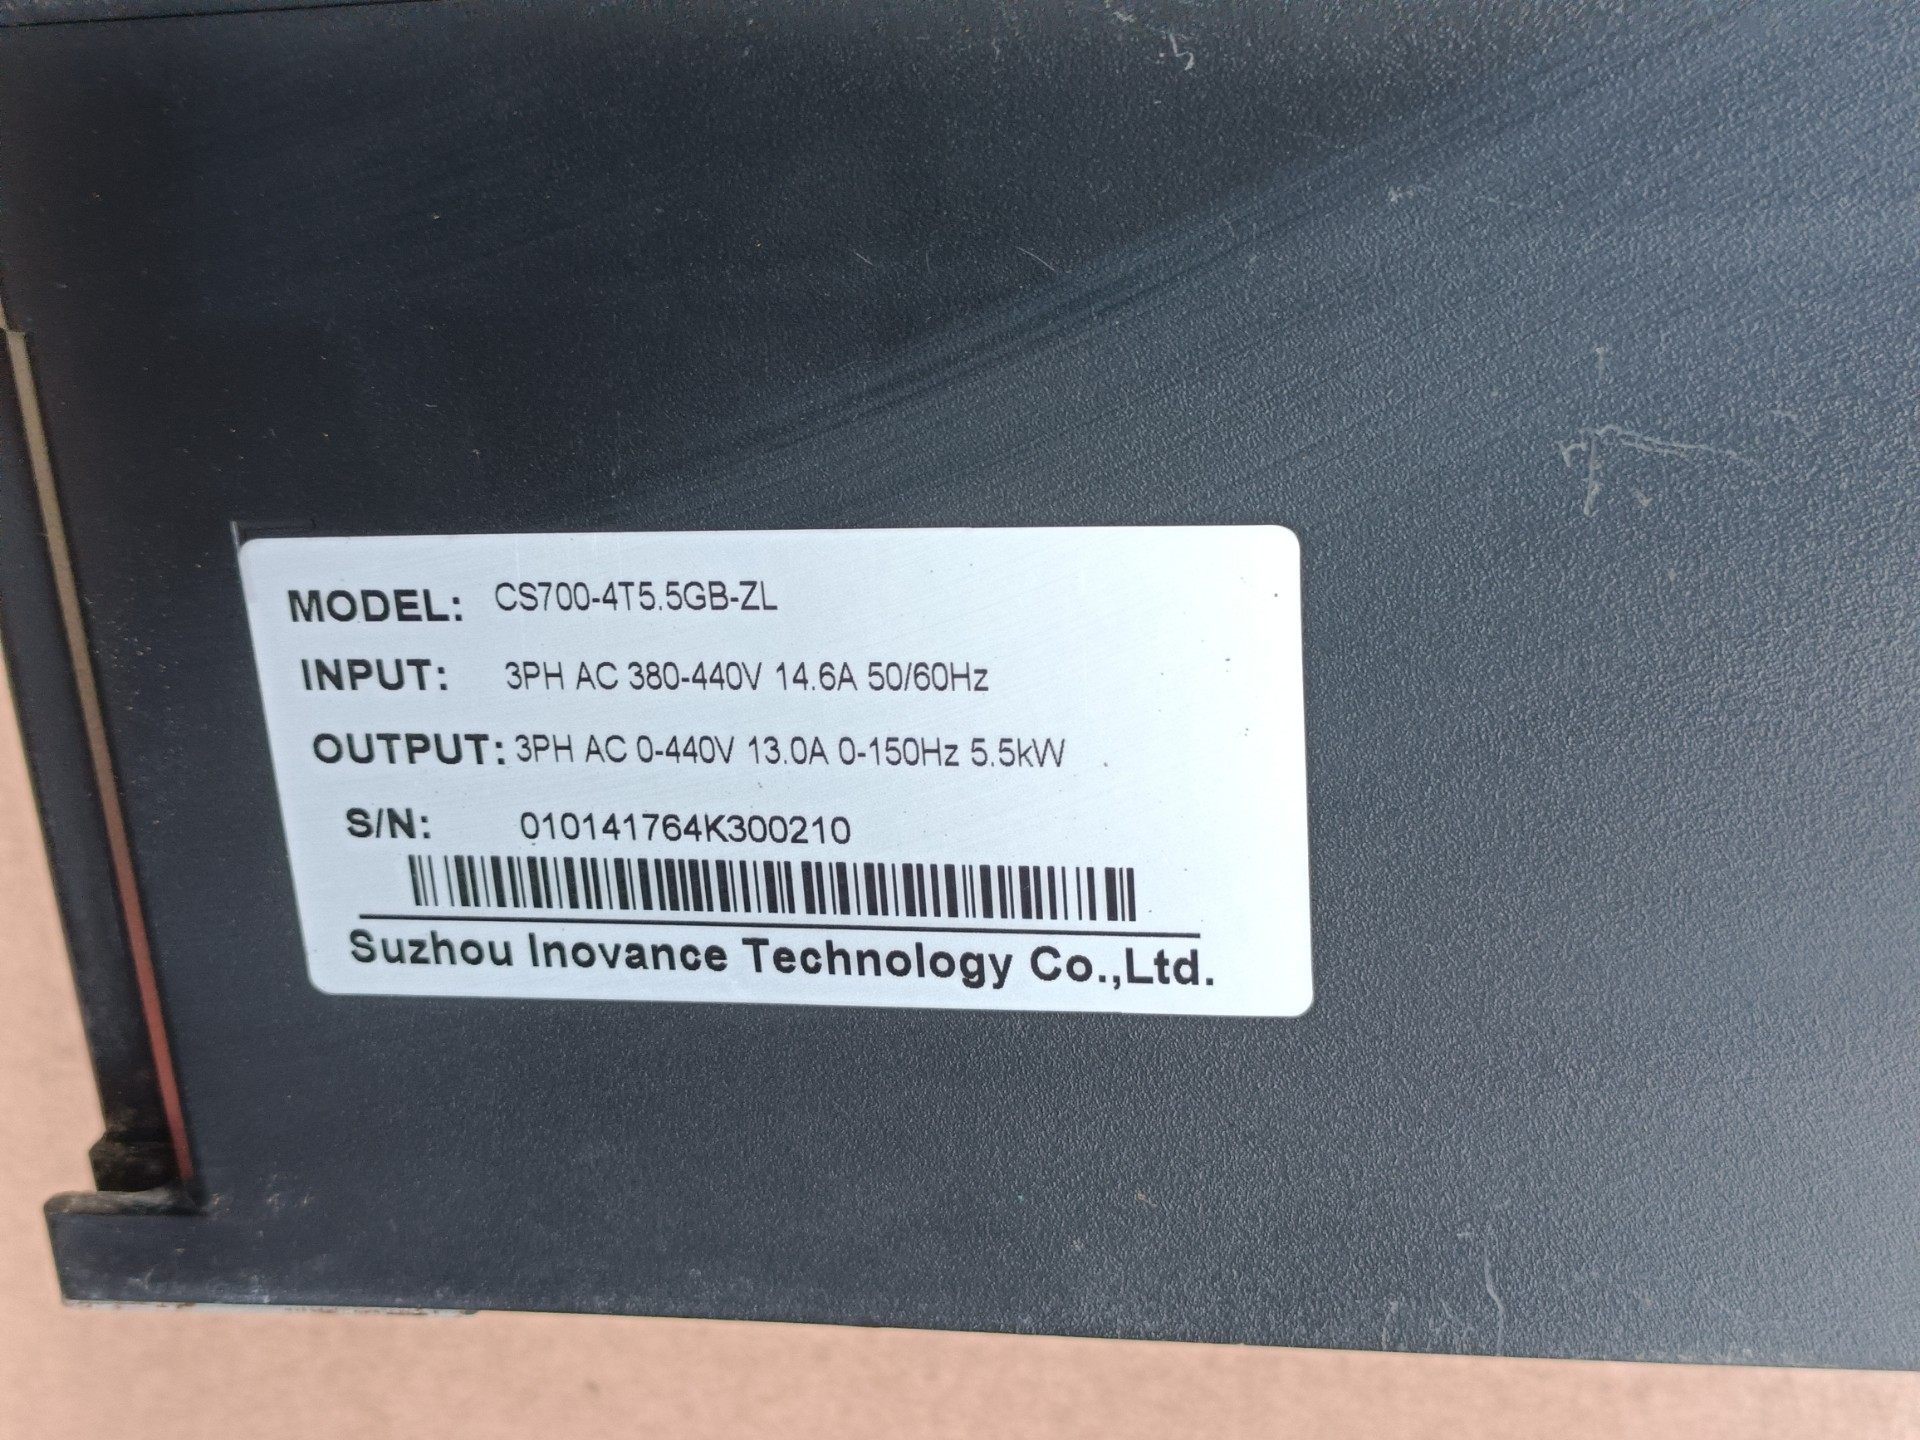 MODEL: CS700-4T5.5GB-ZL
INPUT: 3PH AC 380-440V 14.6A 50/60Hz
OUTPUT: 3PH AC 0-440V 13.0A 0-150Hz 5.5kW
S/N: 010141764K300210
Suzhou Inovance Technology Co.,Ltd.